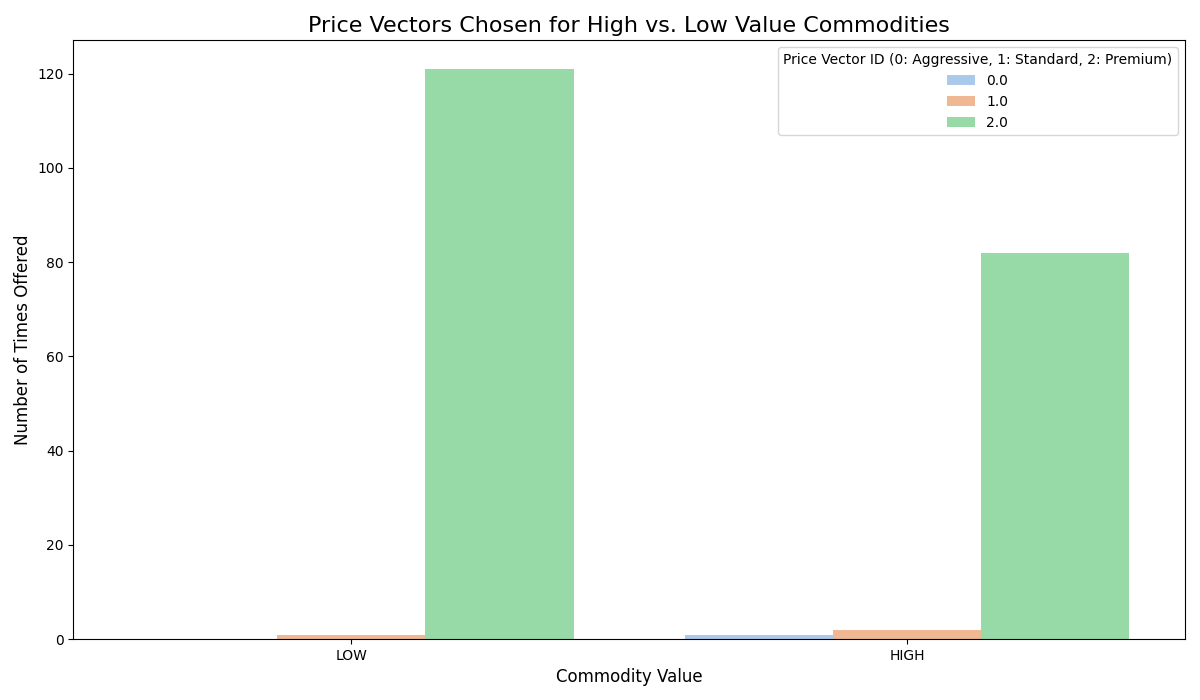 Price Vectors Chosen for High vs. Low Value Commodities
Price Vector ID (0: Aggressive, 1: Standard, 2: Premium)
0.0
1.0
2.0
Number of Times Offered
120
100
80
60
40
20
0
LOW
HIGH
Commodity Value